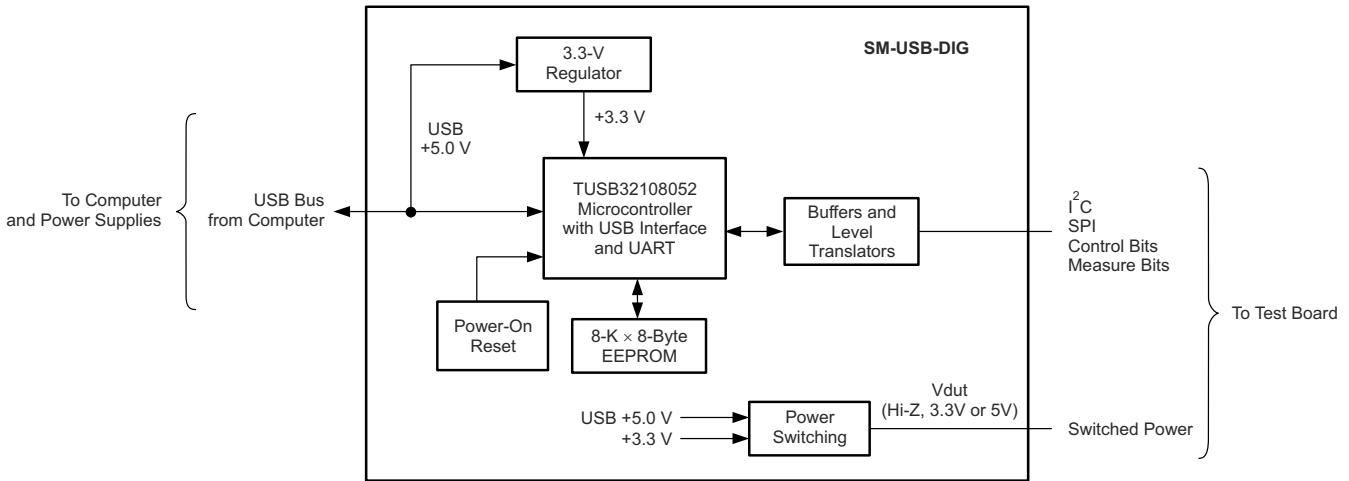 SM-USB-DIG
3.3-V
Regulator
+3.3 V
USB
+5.0 V
To Computer
and Power Supplies
USB Bus
from Computer
TUSB32108052
Microcontroller
with USB Interface
and UART
Buffers and
Level
Translators
I²C
SPI
Control Bits
Measure Bits
Power-On
Reset
8-K × 8-Byte
EEPROM
To Test Board
USB +5.0 V
+3.3 V
Power
Switching
Vdut
(Hi-Z, 3.3V or 5V)
Switched Power